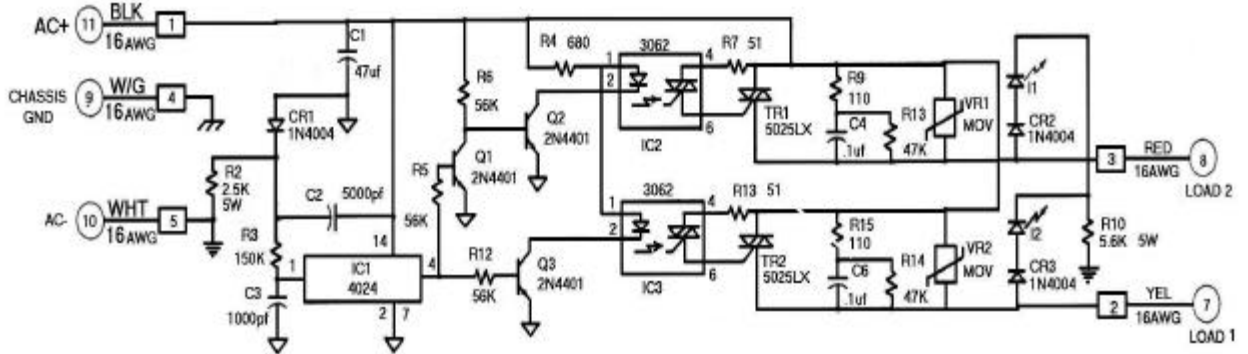 AC+ 11 BLK 1
16AWG
CHASSIS GND 9 W/G 4
16AWG
AC- 10 WHT 5
16AWG
C1
47uf
CR1
1N4004
R2
2.5K
5W
C2 5000pf
R3
150K
C3
1000pf
1 14 4
IC1
4024
2 7
R6
56K
R5
56K
Q1
2N4401
Q2
2N4401
R12
56K
Q3
2N4401
R4 680
3062
1 2 4 6
IC2
R7 51
TR1
5025LX
R9
110
C4
.1uf
R13
47K
VR1
MOV
I1
CR2
1N4004
3 RED 8
16AWG
LOAD 2
3062
1 2 4 6
IC3
R13 51
TR2
5025LX
R15
110
C6
.1uf
R14
47K
VR2
MOV
I2
CR3
1N4004
R10
5.6K 5W
2 YEL 7
16AWG
LOAD 1